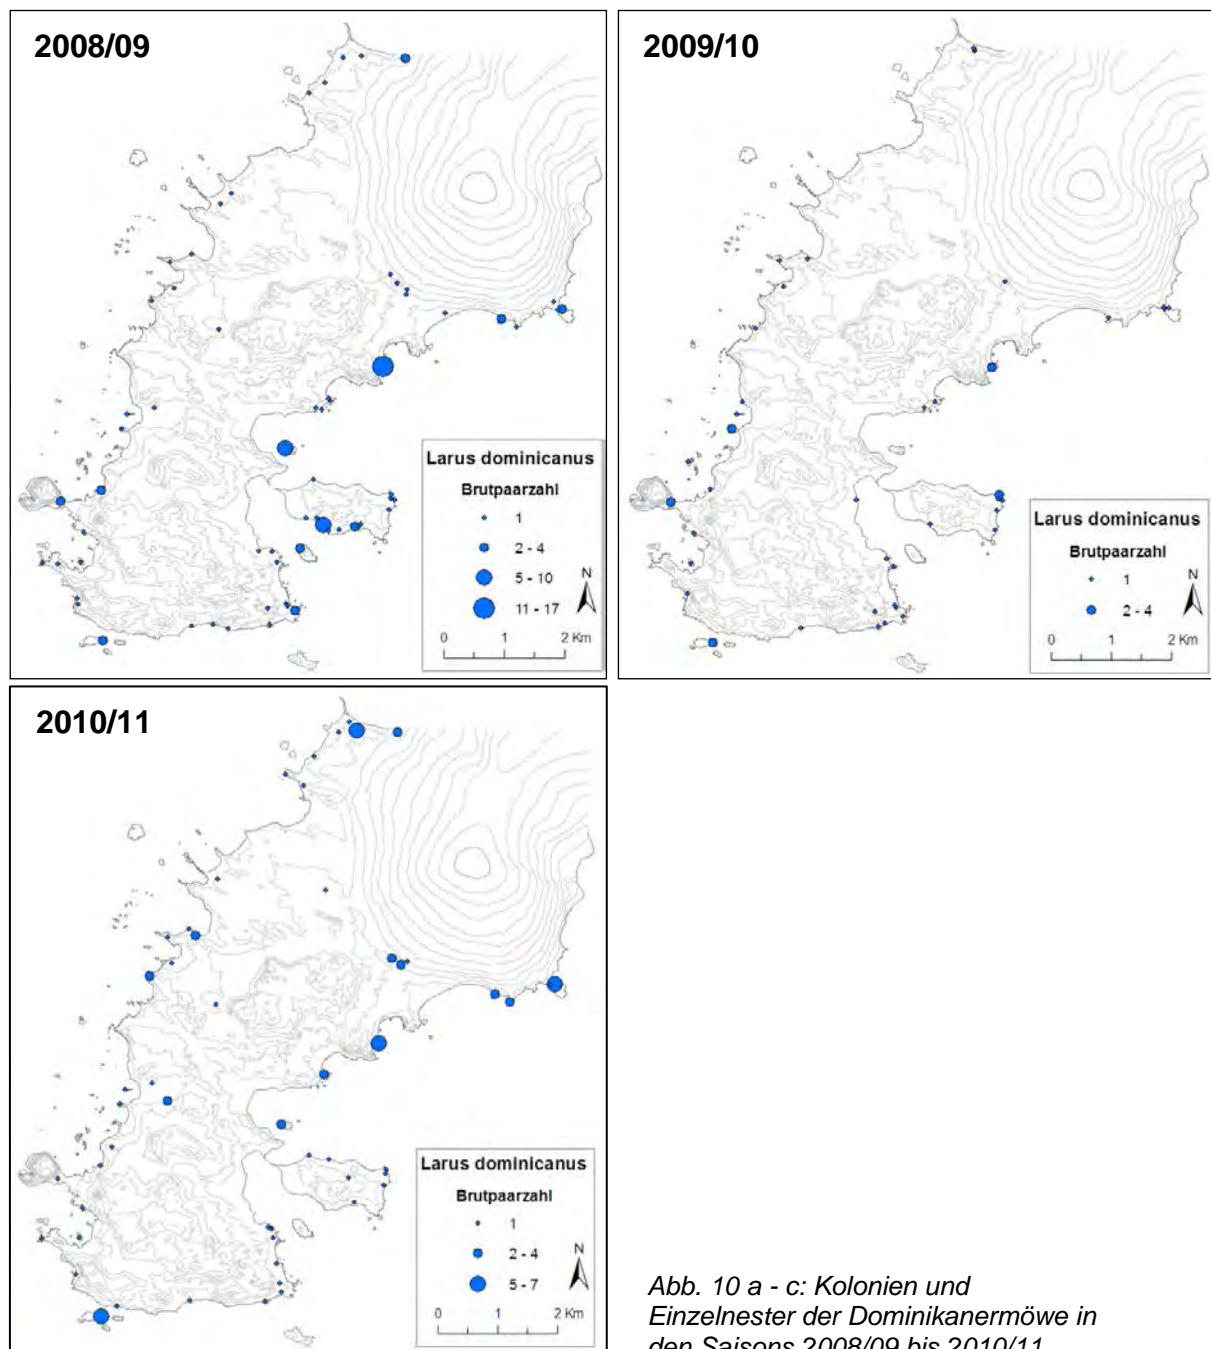 2008/09
Larus dominicanus
Brutpaarzahl
1
2 - 4
5 - 10
11 - 17
N
0 1 2 Km
2009/10
Larus dominicanus
Brutpaarzahl
1
2 - 4
N
0 1 2 Km
2010/11
Larus dominicanus
Brutpaarzahl
1
2 - 4
5 - 7
N
0 1 2 Km
Abb. 10 a - c: Kolonien und
Einzelnester der Dominikanermöwe in
den Saisons 2008/09 bis 2010/11